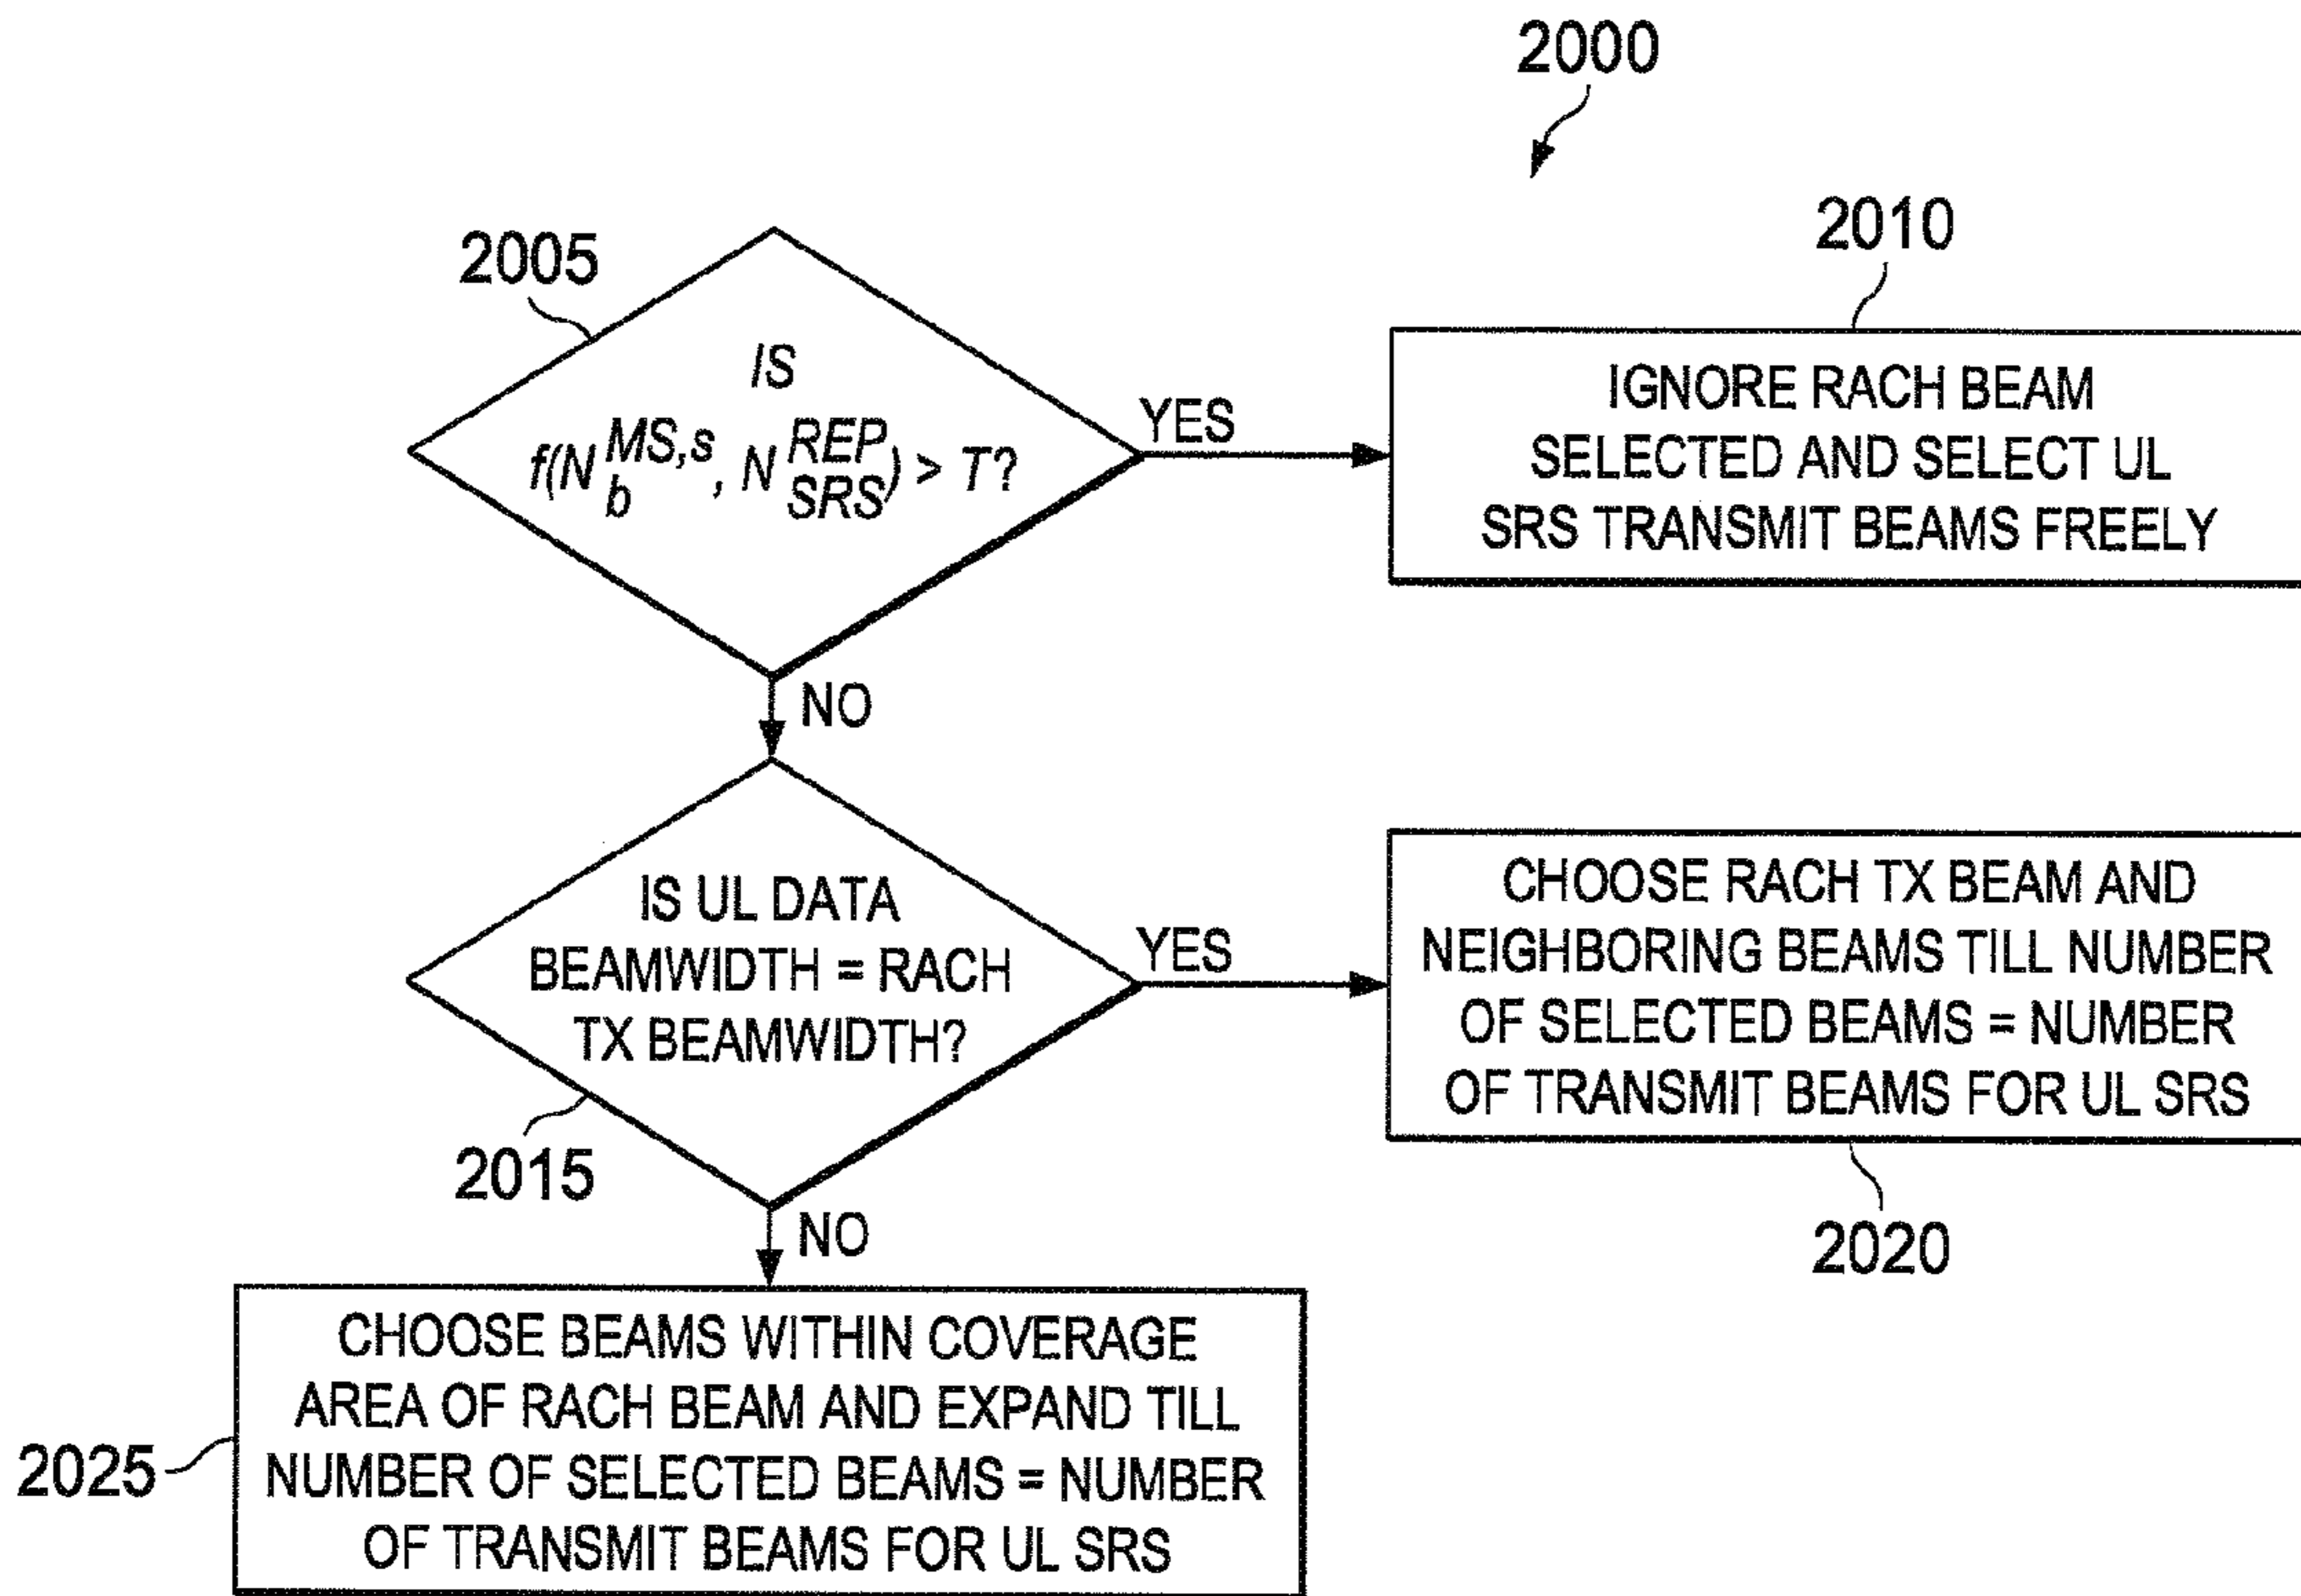 2000
2005
IS
f(N_b^{MS,s}, N_{SRS}^{REP}) > T?
YES
2010
IGNORE RACH BEAM
SELECTED AND SELECT UL
SRS TRANSMIT BEAMS FREELY
NO
IS UL DATA
BEAMWIDTH = RACH
TX BEAMWIDTH?
2015
YES
CHOOSE RACH TX BEAM AND
NEIGHBORING BEAMS TILL NUMBER
OF SELECTED BEAMS = NUMBER
OF TRANSMIT BEAMS FOR UL SRS
2020
NO
CHOOSE BEAMS WITHIN COVERAGE
AREA OF RACH BEAM AND EXPAND TILL
NUMBER OF SELECTED BEAMS = NUMBER
OF TRANSMIT BEAMS FOR UL SRS
2025